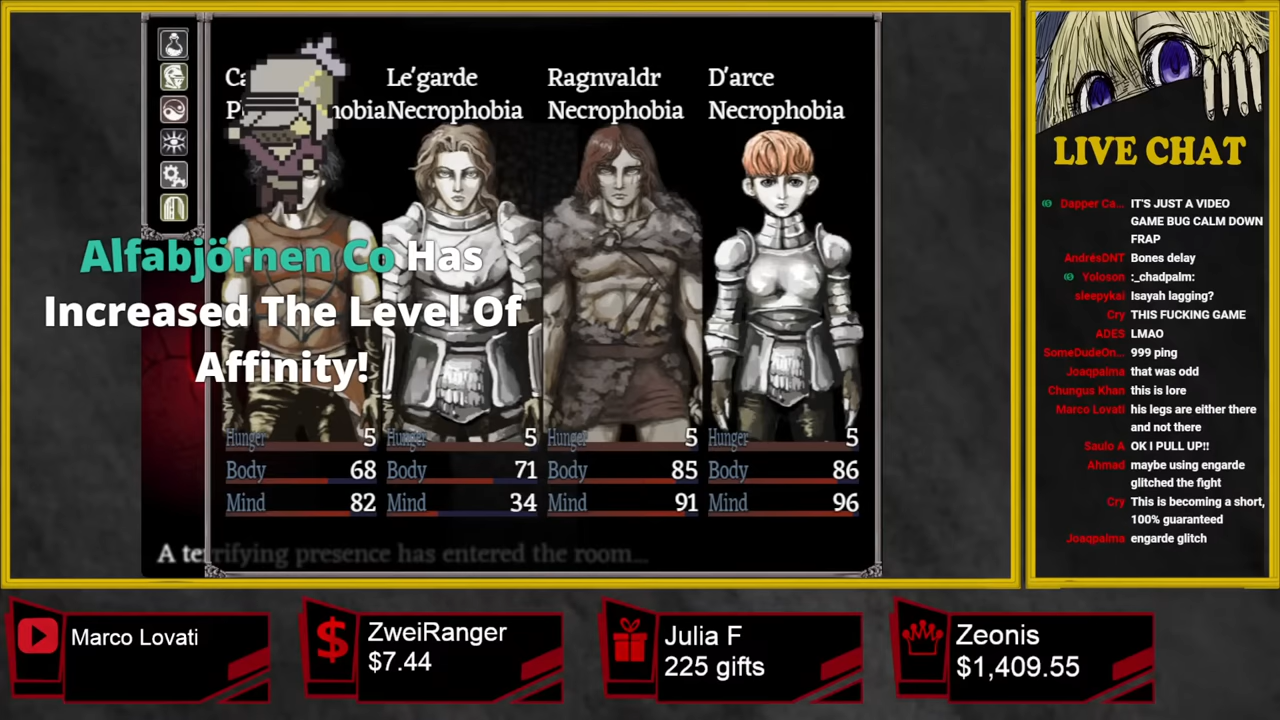 Le'garde
Ragnvaldr
D'arce
Necrophobia
Necrophobia
Necrophobia
Alfabjörnen Co Has
Increased The Level Of
Affinity!
Hunger 5
Hunger 5
Hunger 5
Hunger 5
Body 68
Body 71
Body 85
Body 86
Mind 82
Mind 34
Mind 91
Mind 96
A terrifying presence has entered the room...
LIVE CHAT
Dapper Ca... IT'S JUST A VIDEO
GAME BUG CALM DOWN
FRAP
AndrésDNT Bones delay
Yoloson :_chadpalm:
sleepykai Isayah lagging?
Cry THIS FUCKING GAME
ADES LMAO
SomeDudeOn... 999 ping
Joaqpalma that was odd
Chungus Khan this is lore
Marco Lovati his legs are either there
and not there
Saulo A OK I PULL UP!!
Ahmad maybe using engarde
glitched the fight
Cry This is becoming a short,
100% guaranteed
Joaqpalma engarde glitch
Marco Lovati
ZweiRanger
$7.44
Julia F
225 gifts
Zeonis
$1,409.55